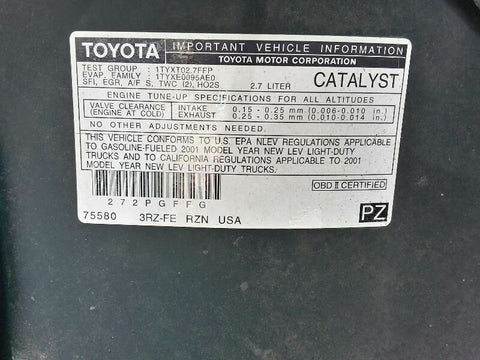 TOYOTA
IMPORTANT VEHICLE INFORMATION
TOYOTA MOTOR CORPORATION
TEST GROUP : 1TYXT02.7FFP
EVAP. FAMILY : 1TYXE0095AE0
SFI, EGR, A/F S, TWC (2), HO2S 2.7 LITER CATALYST
ENGINE TUNE-UP SPECIFICATIONS FOR ALL ALTITUDES
VALVE CLEARANCE INTAKE 0.15 - 0.25 mm (0.006-0.010 in.)
(ENGINE AT COLD) EXHAUST 0.25 - 0.35 mm (0.010-0.014 in.)
NO OTHER ADJUSTMENTS NEEDED.
THIS VEHICLE CONFORMS TO U.S. EPA NLEV REGULATIONS APPLICABLE
TO GASOLINE-FUELED 2001 MODEL YEAR NEW LEV LIGHT-DUTY
TRUCKS AND TO CALIFORNIA REGULATIONS APPLICABLE TO 2001
MODEL YEAR NEW LEV LIGHT-DUTY TRUCKS.
OBD II CERTIFIED
272PGFFG
75580 3RZ-FE RZN USA PZ